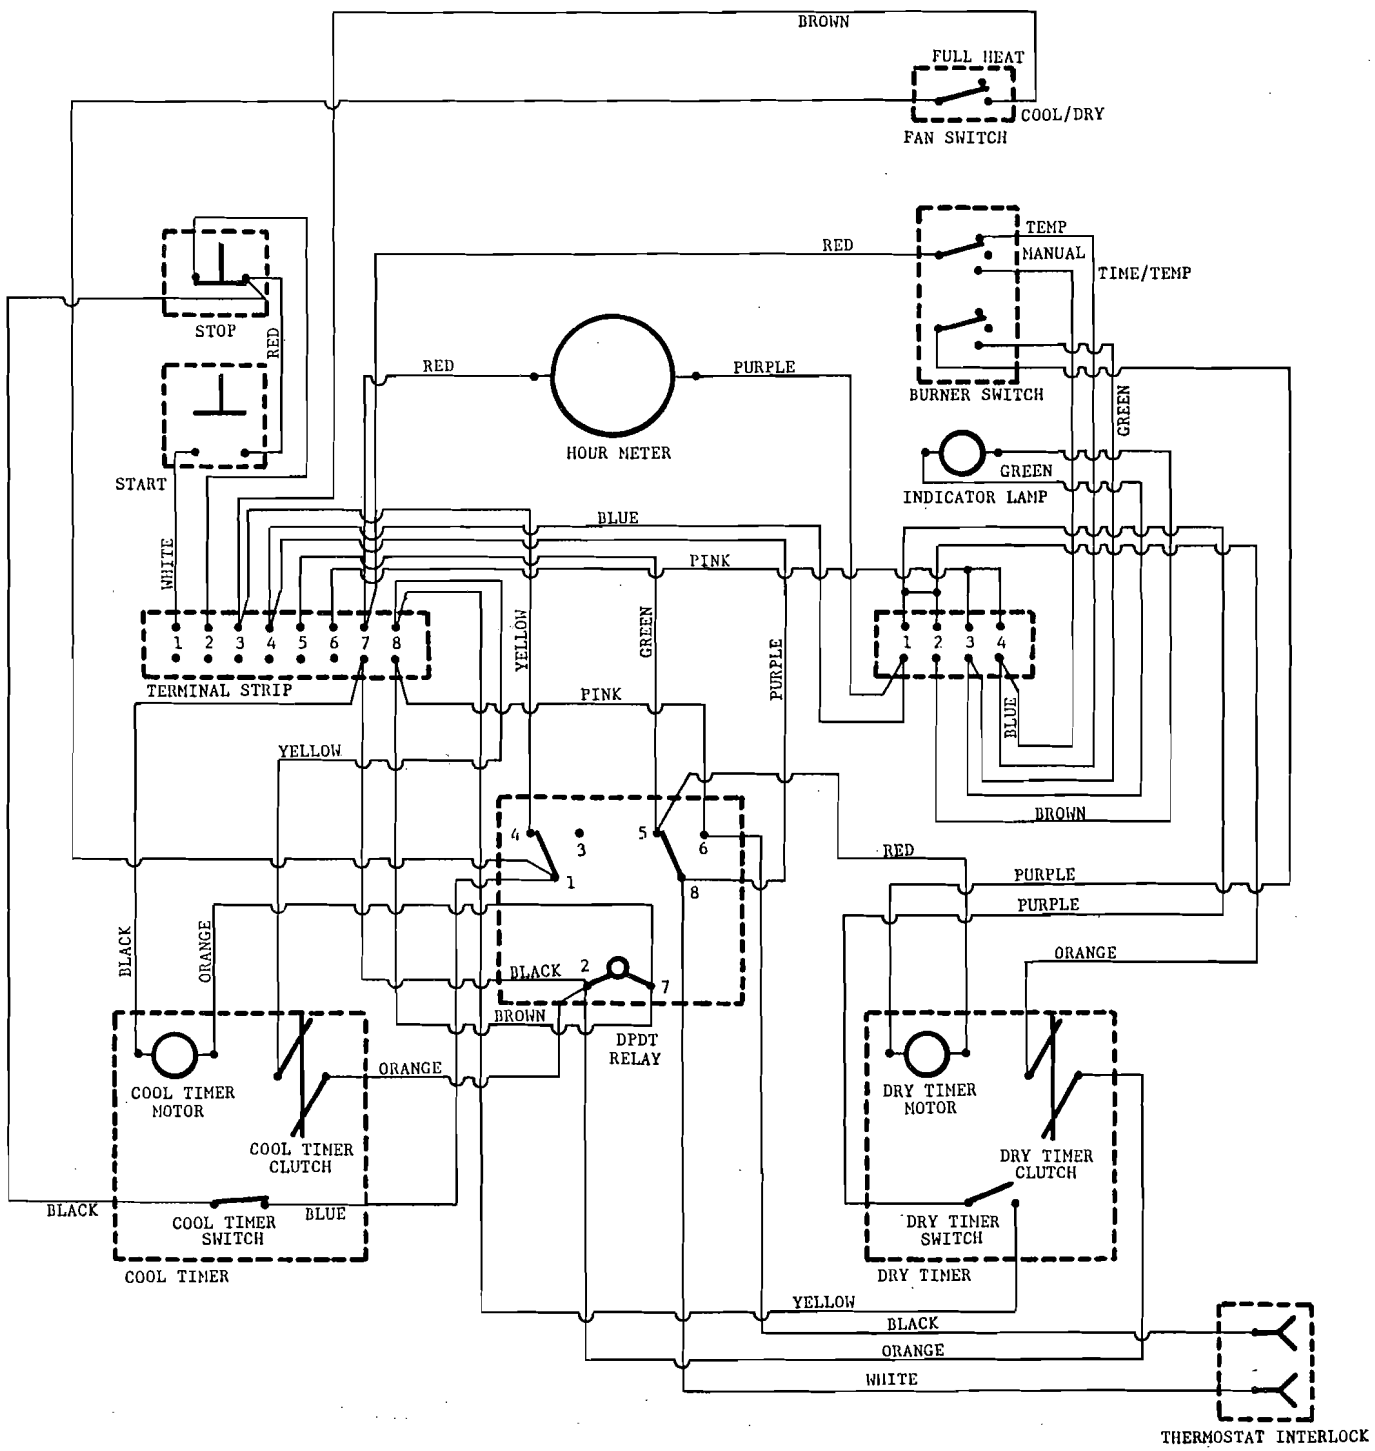 BROWN
FULL HEAT
COOL/DRY
FAN SWITCH
TEMP
RED
MANUAL
TIME/TEMP
STOP
RED
RED
PURPLE
BURNER SWITCH
GREEN
HOUR METER
GREEN
START
INDICATOR LAMP
BLUE
WHITE
PINK
YELLOW
GREEN
PURPLE
1 2 3 4 5 6 7 8
1 2 3 4
TERMINAL STRIP
PINK
BLUE
YELLOW
BROWN
4
3
5
6
RED
1
8
PURPLE
PURPLE
BLACK
ORANGE
ORANGE
BLACK
2
7
BROWN
DPDT
RELAY
ORANGE
COOL TIMER
MOTOR
DRY TIMER
MOTOR
COOL TIMER
CLUTCH
DRY TIMER
CLUTCH
BLACK
BLUE
COOL TIMER
SWITCH
DRY TIMER
SWITCH
COOL TIMER
DRY TIMER
YELLOW
BLACK
ORANGE
WHITE
THERMOSTAT INTERLOCK